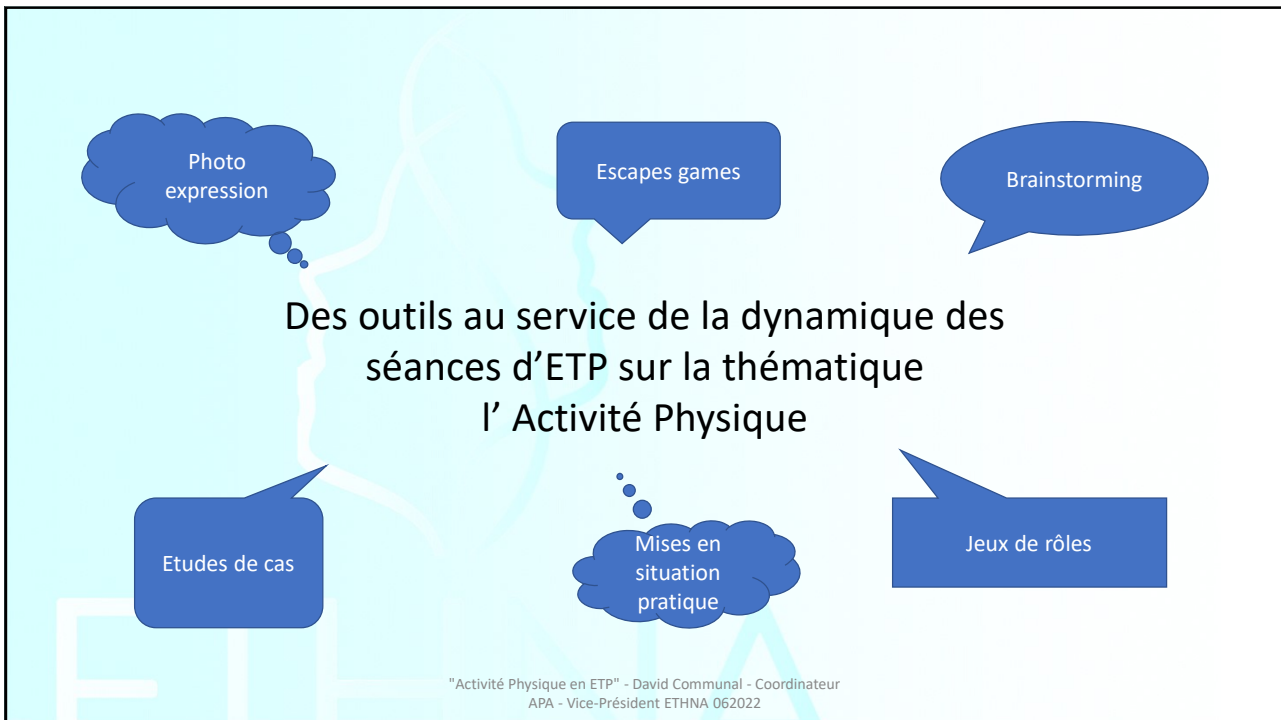 Photo
expression
Escapes games
Brainstorming
Des outils au service de la dynamique des
séances d’ETP sur la thématique
l’ Activité Physique
Etudes de cas
Mises en
situation
pratique
Jeux de rôles
ETHNA
"Activité Physique en ETP" - David Communal - Coordinateur
APA - Vice-Président ETHNA 062022